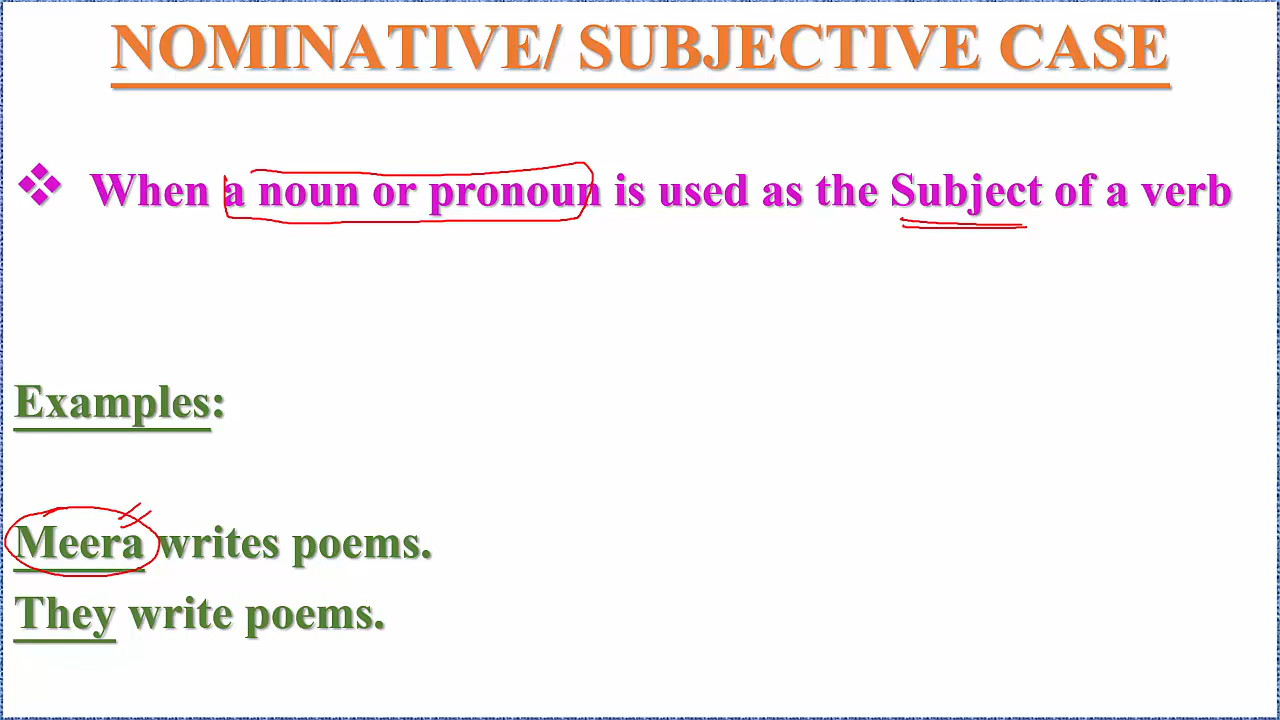 NOMINATIVE/ SUBJECTIVE CASE
When a noun or pronoun is used as the Subject of a verb
Examples:
Meera writes poems.
They write poems.